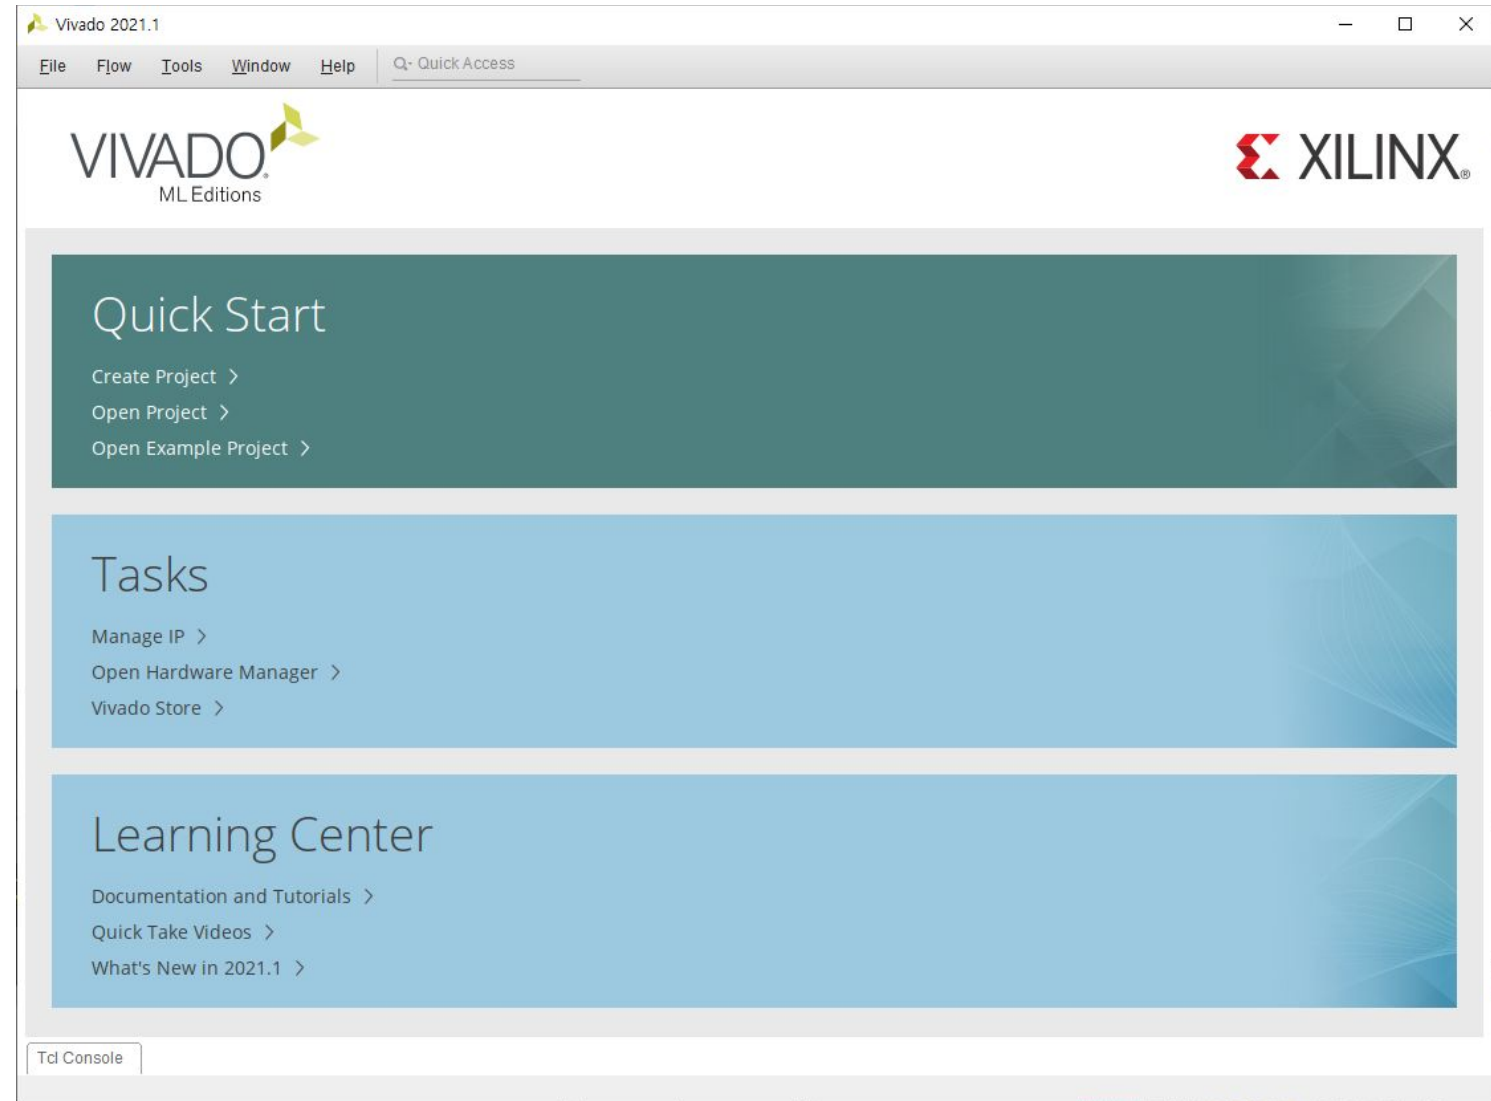 Vivado 2021.1
File Flow Tools Window Help Quick Access
VIVADO
ML Editions
XILINX
Quick Start
Create Project
Open Project
Open Example Project
Tasks
Manage IP
Open Hardware Manager
Vivado Store
Learning Center
Documentation and Tutorials
Quick Take Videos
What's New in 2021.1
Tcl Console